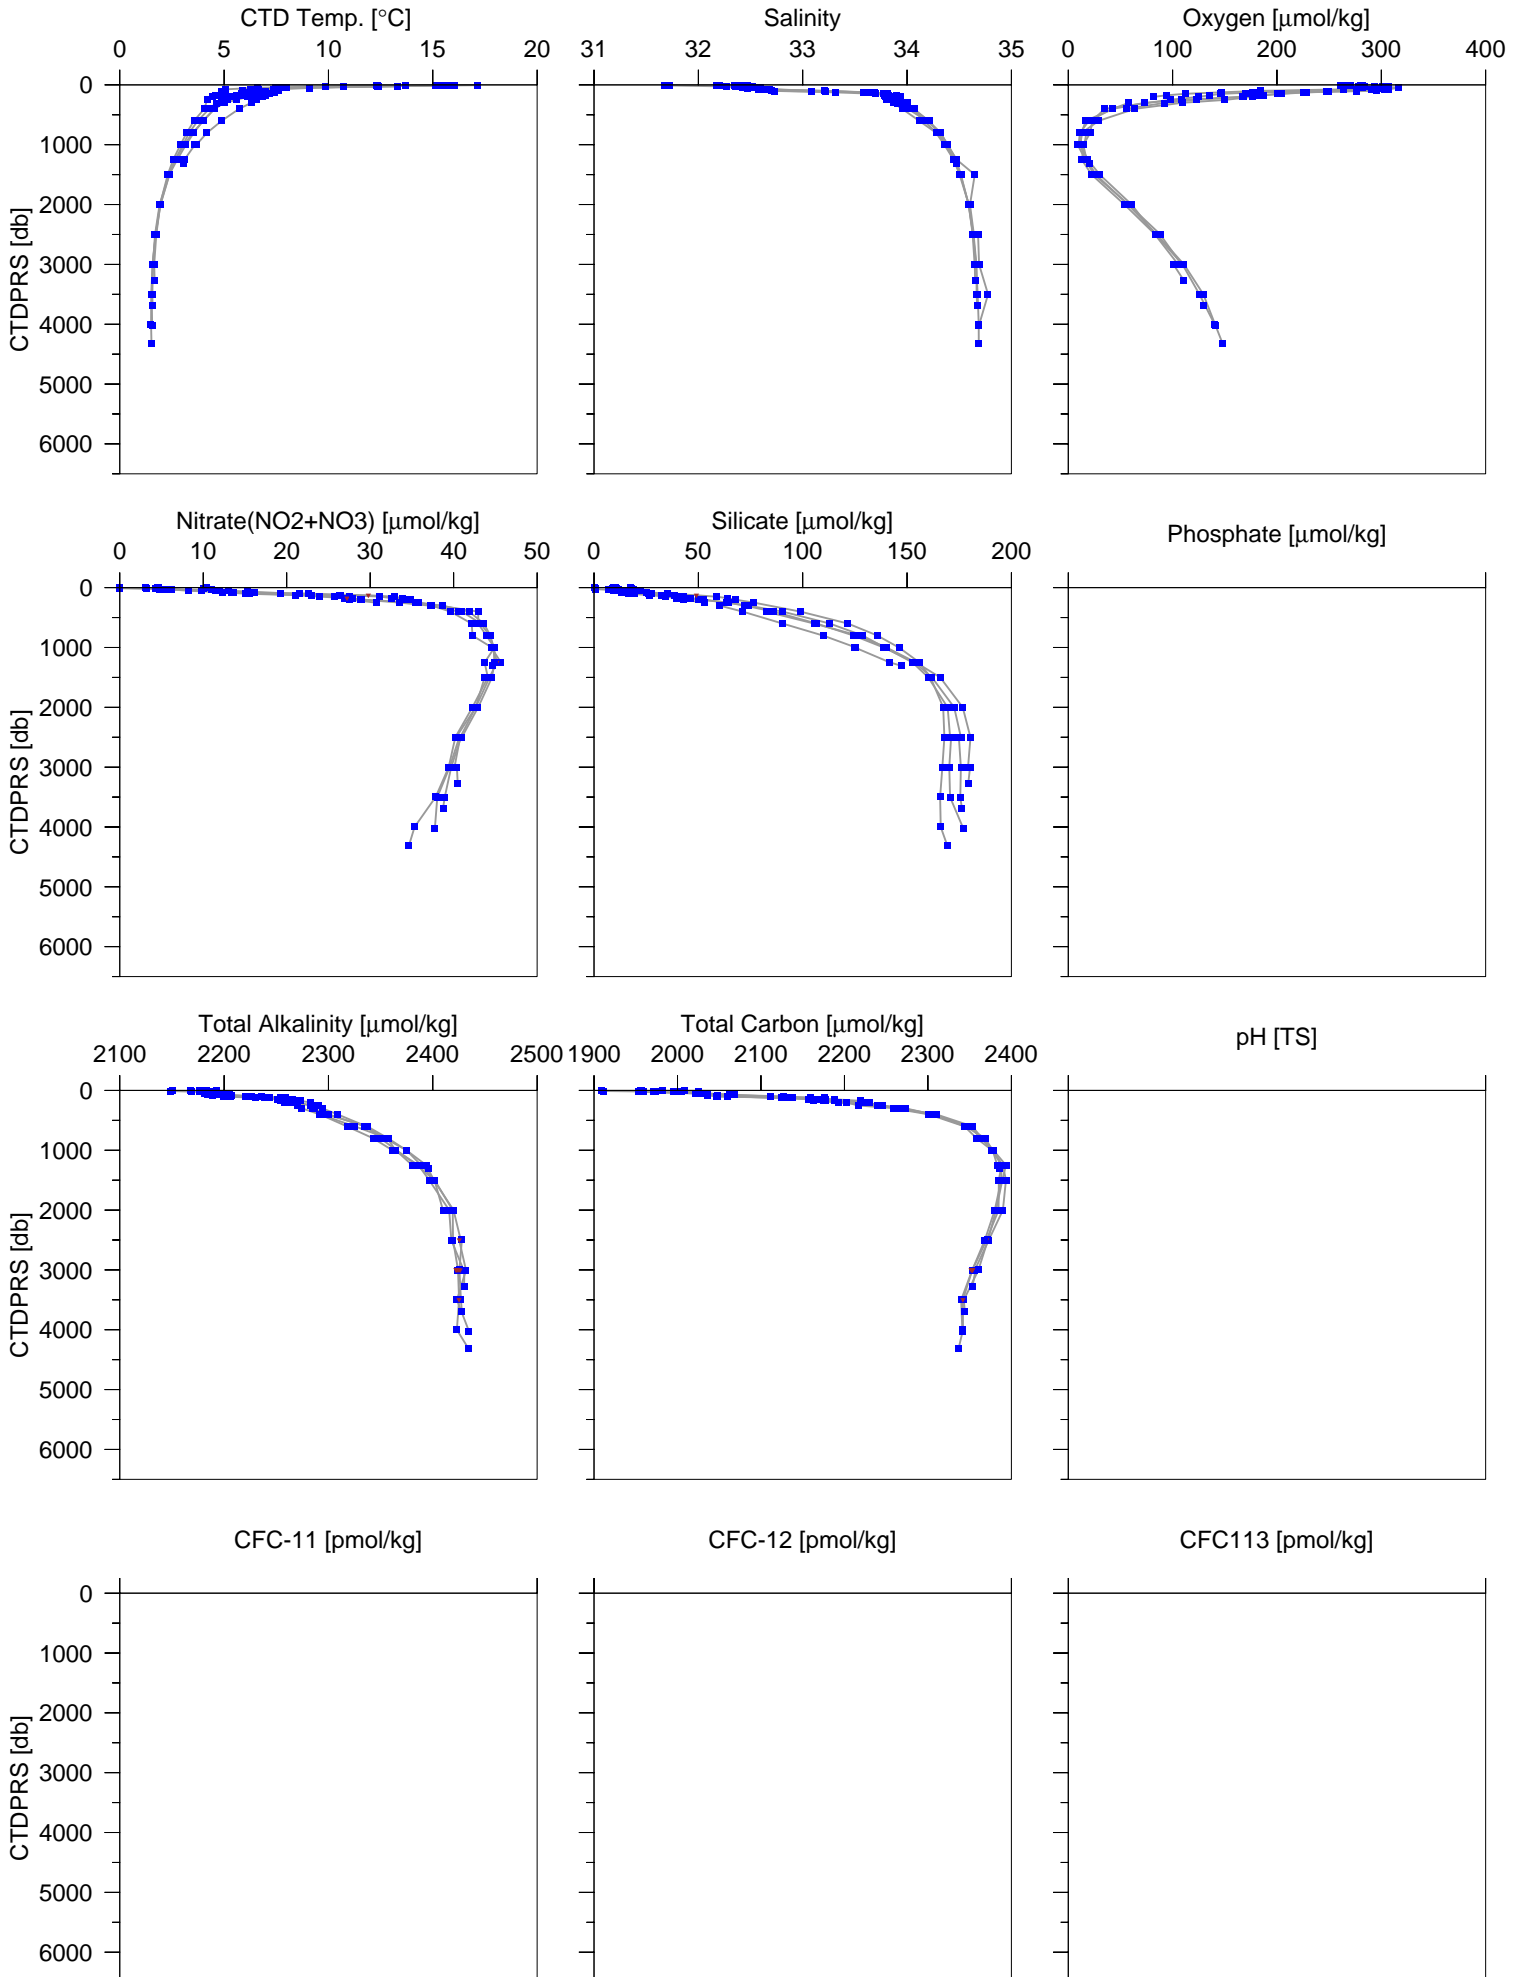 CTD Temp. [°C] Salinity Oxygen [μmol/kg]
0 5 10 15 20 31 32 33 34 35 0 100 200 300 400
0
1000
2000
3000
4000
5000
6000
CTDPRS [db]
Nitrate(NO2+NO3) [μmol/kg] Silicate [μmol/kg] Phosphate [μmol/kg]
0 10 20 30 40 50 0 50 100 150 200
0
1000
2000
3000
4000
5000
6000
CTDPRS [db]
Total Alkalinity [μmol/kg] Total Carbon [μmol/kg] pH [TS]
2100 2200 2300 2400 2500 1900 2000 2100 2200 2300 2400
0
1000
2000
3000
4000
5000
6000
CTDPRS [db]
CFC-11 [pmol/kg] CFC-12 [pmol/kg] CFC113 [pmol/kg]
0
1000
2000
3000
4000
5000
6000
CTDPRS [db]